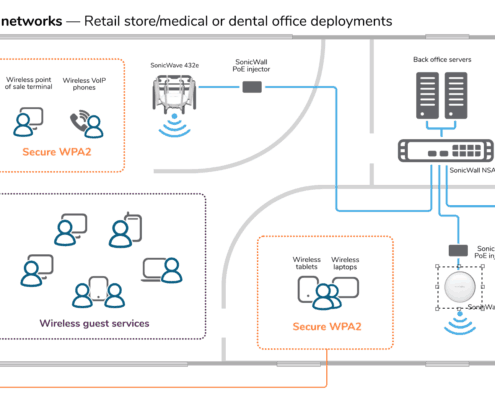 networks — Retail store/medical or dental office deployments
Wireless point
of sale terminal
Wireless VoIP
phones
Secure WPA2
SonicWave 432e
SonicWall
PoE injector
Back office servers
SonicWall NSA
Wireless guest services
Wireless
tablets
Wireless
laptops
Secure WPA2
Sonic
PoE inj
SonicWa